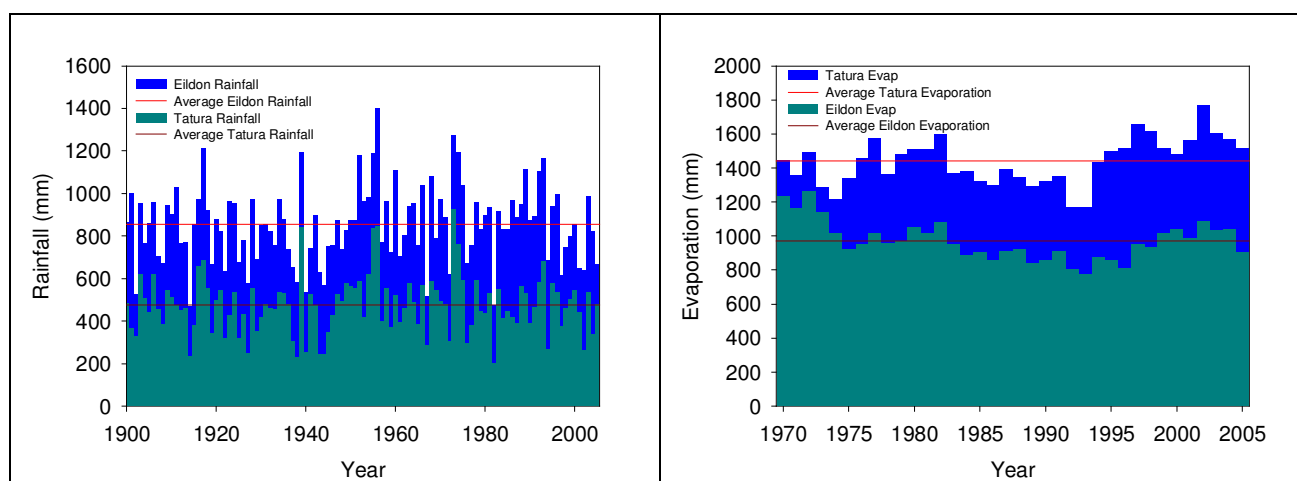 1600
1400
1200
1000
800
600
400
200
0
Rainfall (mm)
Eildon Rainfall
Average Eildon Rainfall
Tatura Rainfall
Average Tatura Rainfall
1900 1920 1940 1960 1980 2000
Year
2000
1800
1600
1400
1200
1000
800
600
400
200
0
Evaporation (mm)
Tatura Evap
Average Tatura Evaporation
Eildon Evap
Average Eildon Evaporation
1970 1975 1980 1985 1990 1995 2000 2005
Year